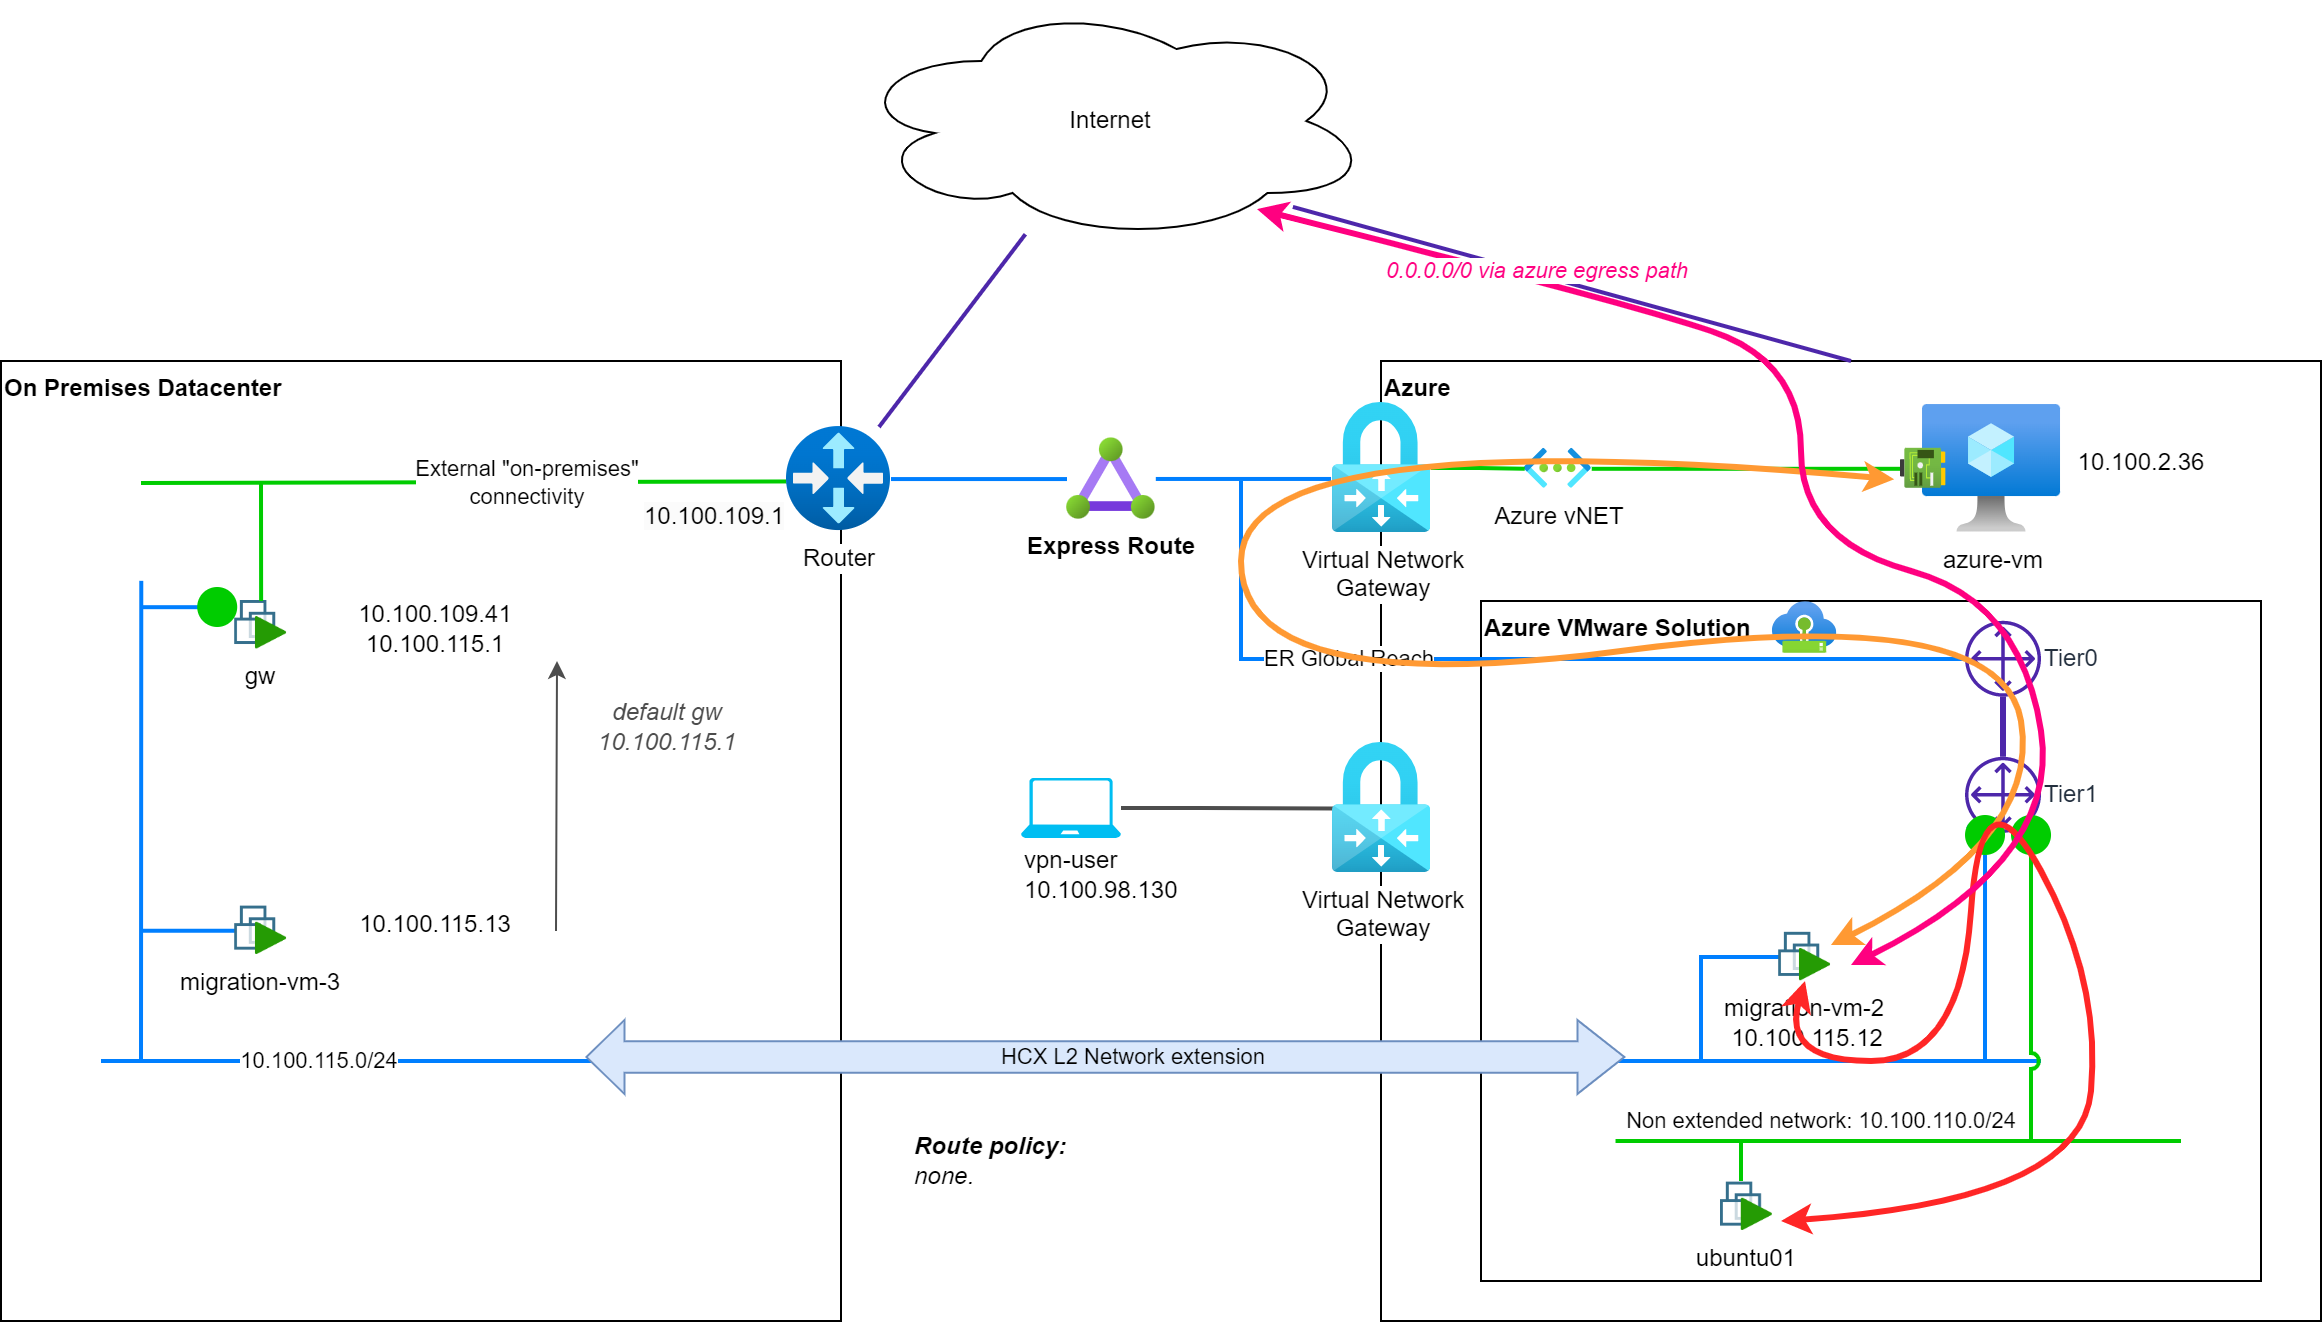 Internet
0.0.0.0/0 via azure egress path
On Premises Datacenter
Azure
External "on-premises"
connectivity
10.100.109.1
Router
Express Route
Virtual Network
Gateway
Azure vNET
10.100.2.36
azure-vm
10.100.109.41
10.100.115.1
gw
default gw
10.100.115.1
Azure VMware Solution
ER Global Reach
Tier0
Tier1
vpn-user
10.100.98.130
Virtual Network
Gateway
10.100.115.13
migration-vm-3
migration-vm-2
10.100.115.12
10.100.115.0/24
HCX L2 Network extension
Non extended network: 10.100.110.0/24
Route policy:
none.
ubuntu01